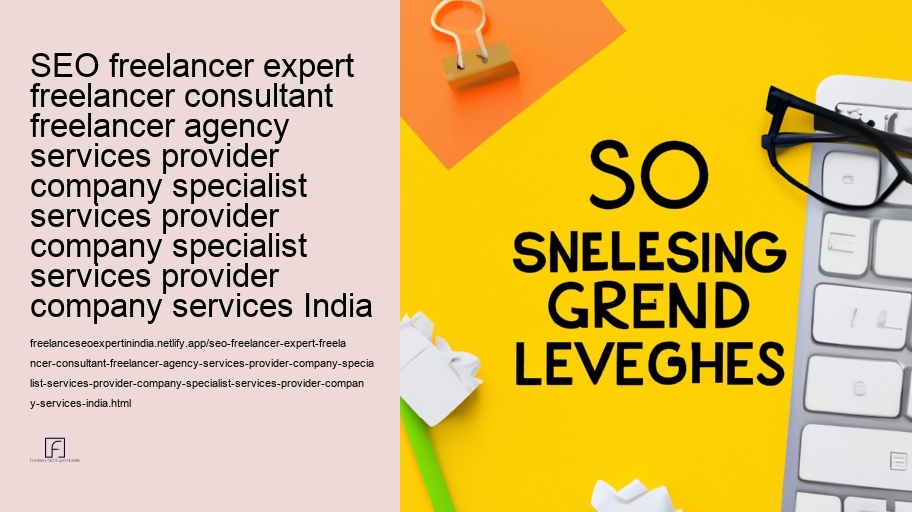 SEO freelancer expert
freelancer consultant
freelancer agency
services provider
company specialist
services provider
company specialist
services provider
company services India
freelanceseoexpertinindia.netlify.app/seo-freelancer-expert-freela
ncer-consultant-freelancer-agency-services-provider-company-specia
list-services-provider-company-specialist-services-provider-compan
y-services-india.html
SO
SNELESING
GREND
LEVEGHES